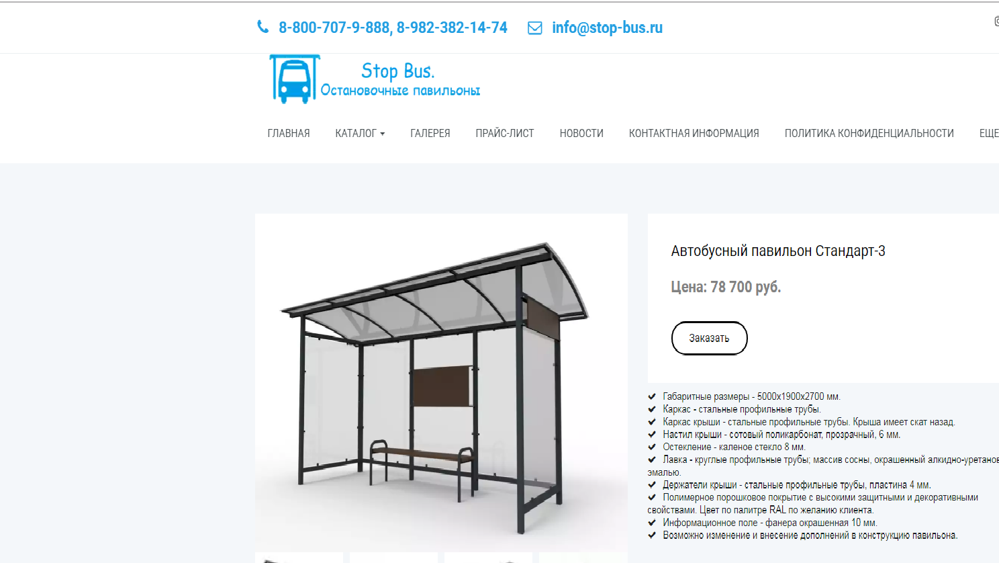 8-800-707-9-888, 8-982-382-14-74 info@stop-bus.ru
Stop Bus.
Остановочные павильоны
ГЛАВНАЯ КАТАЛОГ ГАЛЕРЕЯ ПРАЙС-ЛИСТ НОВОСТИ КОНТАКТНАЯ ИНФОРМАЦИЯ ПОЛИТИКА КОНФИДЕНЦИАЛЬНОСТИ ЕЩЕ
Автобусный павильон Стандарт-3
Цена: 78 700 руб.
Заказать
Габаритные размеры - 5000х1900х2700 мм.
Каркас - стальные профильные трубы.
Каркас крыши - стальные профильные трубы. Крыша имеет скат назад.
Настил крыши - сотовый поликарбонат, прозрачный, 6 мм.
Остекление - каленое стекло 8 мм.
Лавка - круглые профильные трубы; массив сосны, окрашенный алкидно-уретанов
эмалью.
Держатели крыши - стальные профильные трубы, пластина 4 мм.
Полимерное порошковое покрытие с высокими защитными и декоративными
свойствами. Цвет по палитре RAL по желанию клиента.
Информационное поле - фанера окрашенная 10 мм.
Возможно изменение и внесение дополнений в конструкцию павильона.